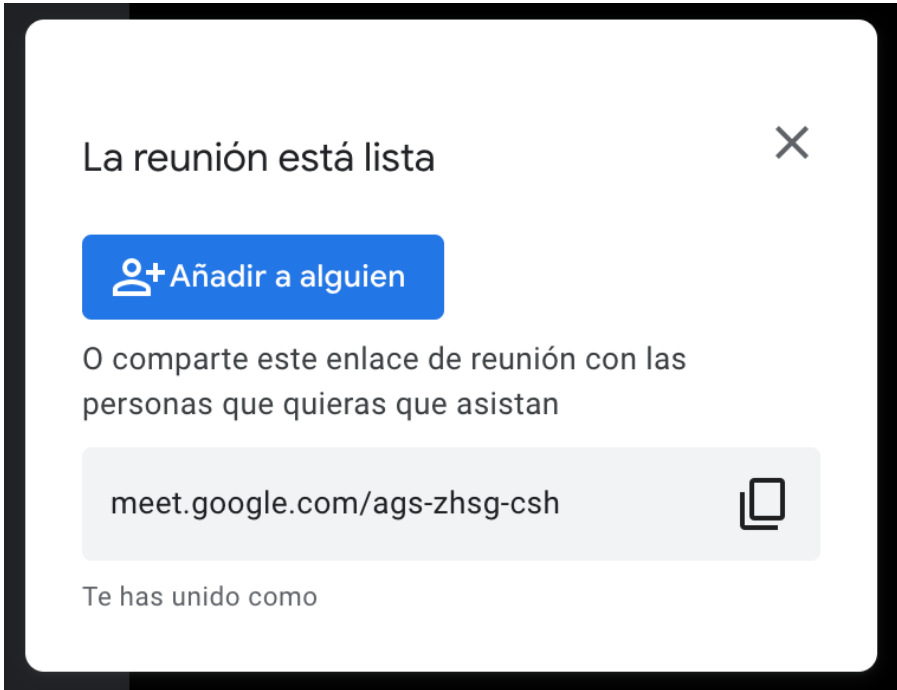 La reunión está lista
Añadir a alguien
O comparte este enlace de reunión con las
personas que quieras que asistan
meet.google.com/ags-zhsg-csh
Te has unido como